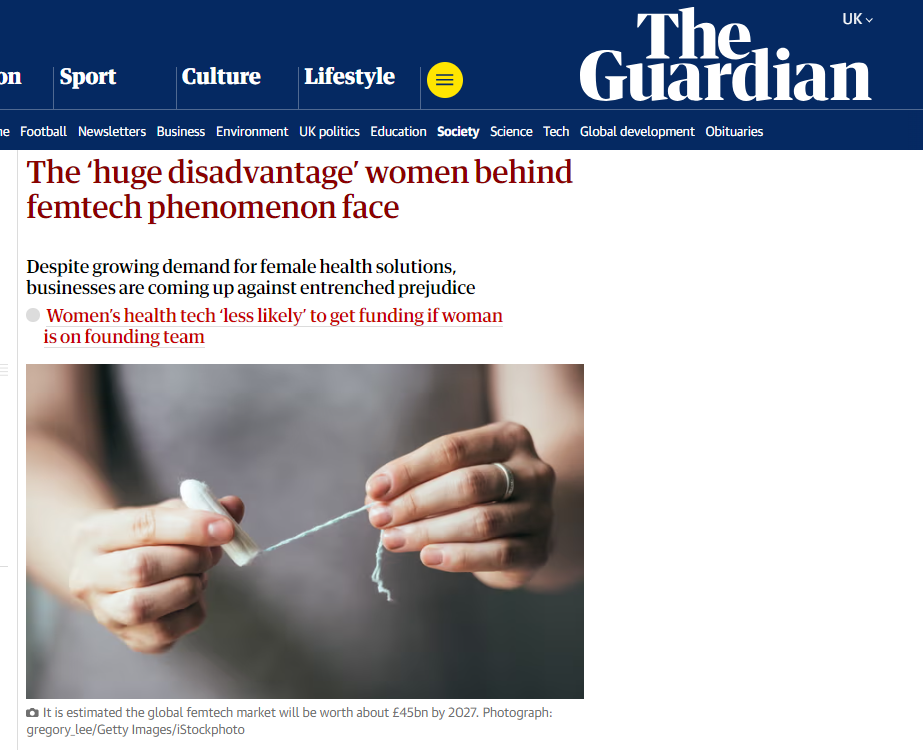 UK
The
Guardian
on
Sport
Culture
Lifestyle
ne Football Newsletters Business Environment UK politics Education Society Science Tech Global development Obituaries
The ‘huge disadvantage’ women behind
femtech phenomenon face
Despite growing demand for female health solutions,
businesses are coming up against entrenched prejudice
Women’s health tech ‘less likely’ to get funding if woman
is on founding team
It is estimated the global femtech market will be worth about £45bn by 2027. Photograph:
gregory_lee/Getty Images/iStockphoto